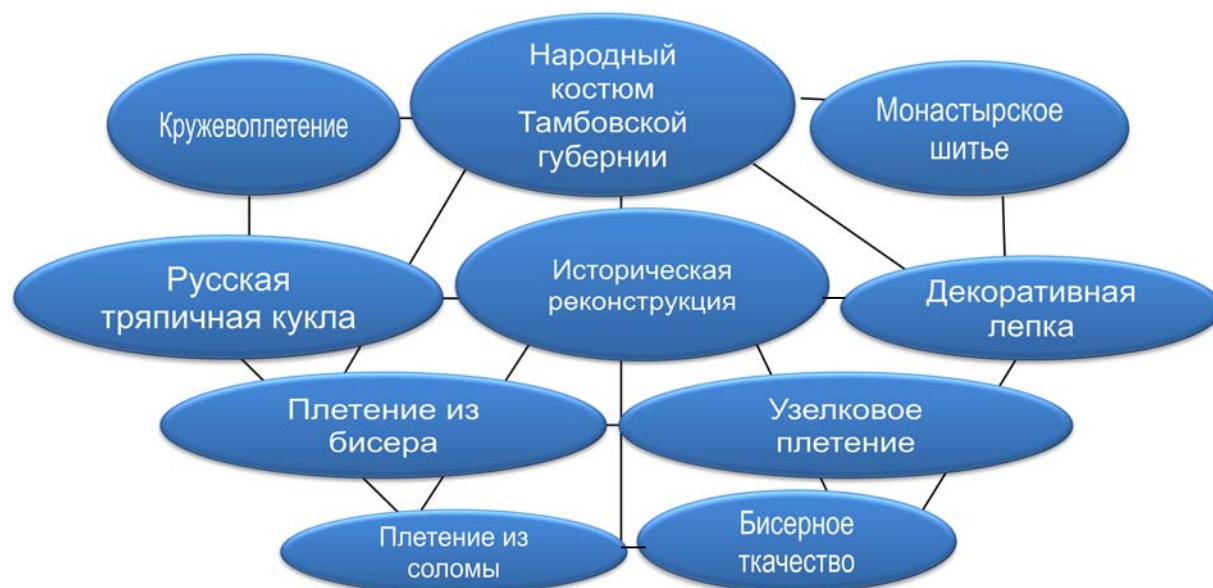 Народный
костюм
Тамбовской
губернии
Кружевоплетение
Монастырское
шитье
Русская
тряпичная кукла
Историческая
реконструкция
Декоративная
лепка
Плетение из
бисера
Узелковое
плетение
Плетение из
соломы
Бисерное
ткачество